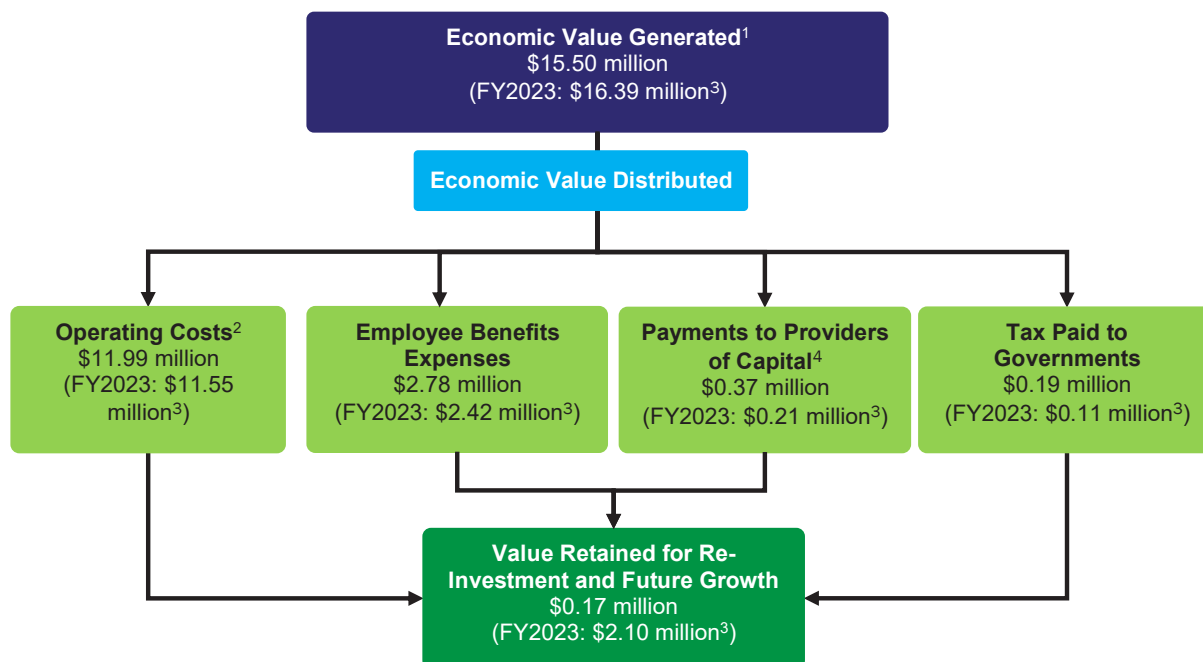 Economic Value Generated¹
$15.50 million
(FY2023: $16.39 million³)
Economic Value Distributed
Operating Costs²
$11.99 million
(FY2023: $11.55
million³)
Employee Benefits
Expenses
$2.78 million
(FY2023: $2.42 million³)
Payments to Providers
of Capital⁴
$0.37 million
(FY2023: $0.21 million³)
Tax Paid to
Governments
$0.19 million
(FY2023: $0.11 million³)
Value Retained for Re-
Investment and Future Growth
$0.17 million
(FY2023: $2.10 million³)